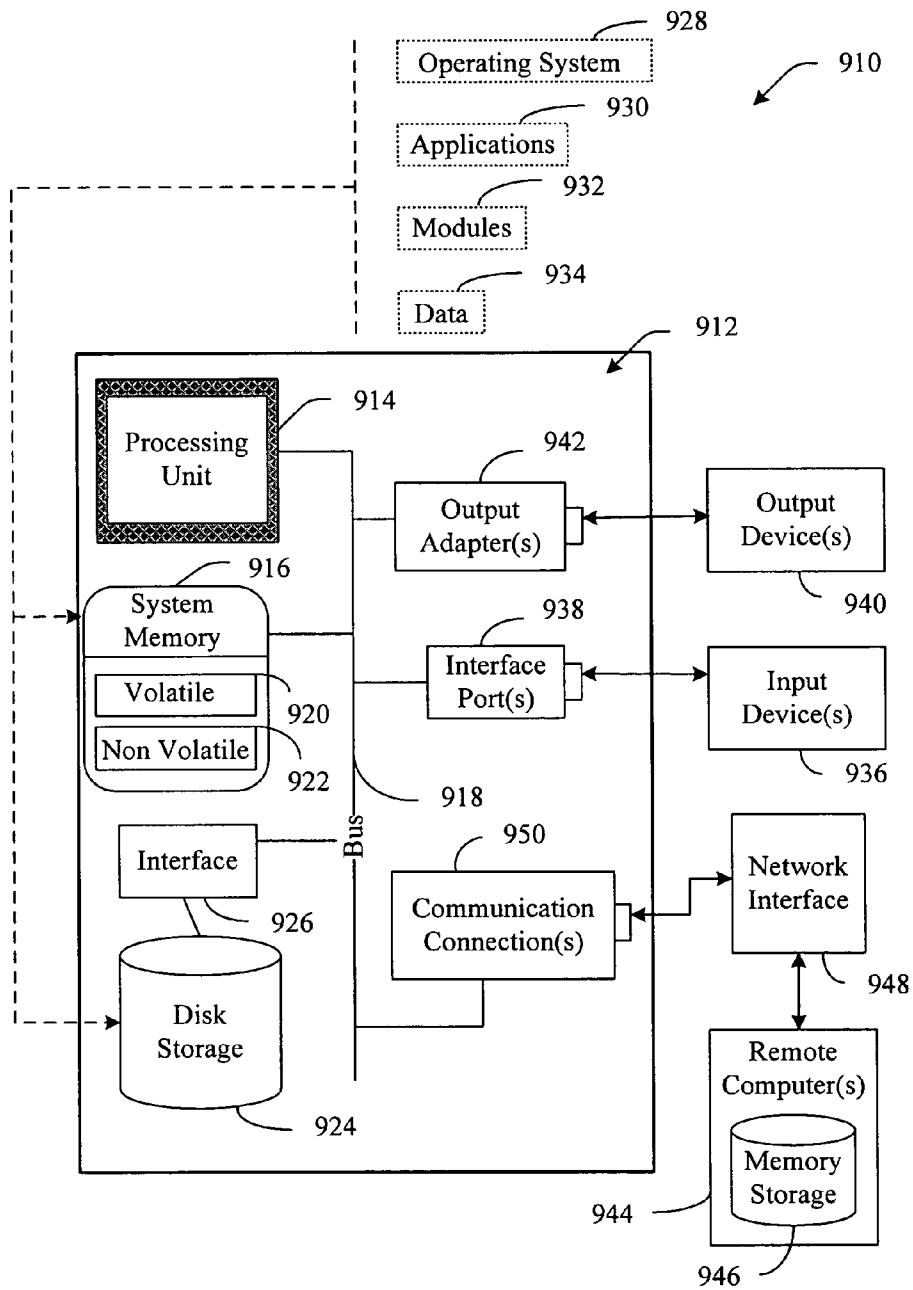 928
Operating System
910
930
Applications
932
Modules
934
Data
912
914
Processing
Unit
942
Output
Adapter(s)
Output
Device(s)
940
916
System
Memory
938
Interface
Port(s)
Input
Device(s)
936
Volatile
920
Non Volatile
922
918
Bus
950
Interface
926
Communication
Connection(s)
Network
Interface
948
Disk
Storage
924
Remote
Computer(s)
Memory
Storage
944
946